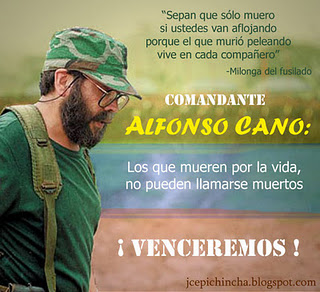 “Sepan que sólo muero
si ustedes van aflojando
porque el que murió peleando
vive en cada compañero”
-Milonga del fusilado
COMANDANTE
ALFONSO CANO:
Los que mueren por la vida,
no pueden llamarse muertos
¡ VENCEREMOS !
jcepichincha.blogspot.com